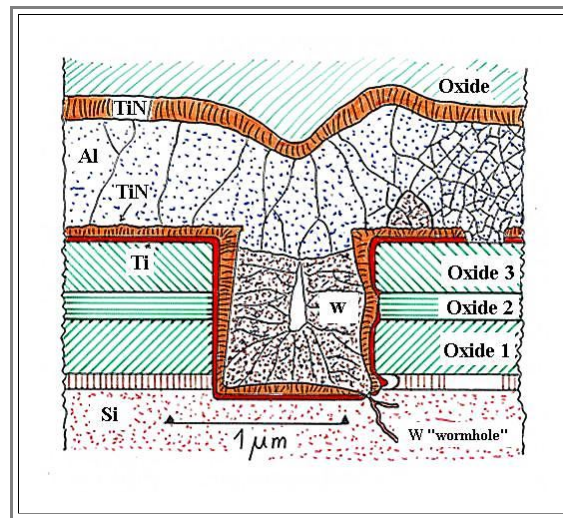 Oxide
TiN
Al
TiN
Ti
Oxide 3
W
Oxide 2
Oxide 1
Si
1 μm
W "wormhole"